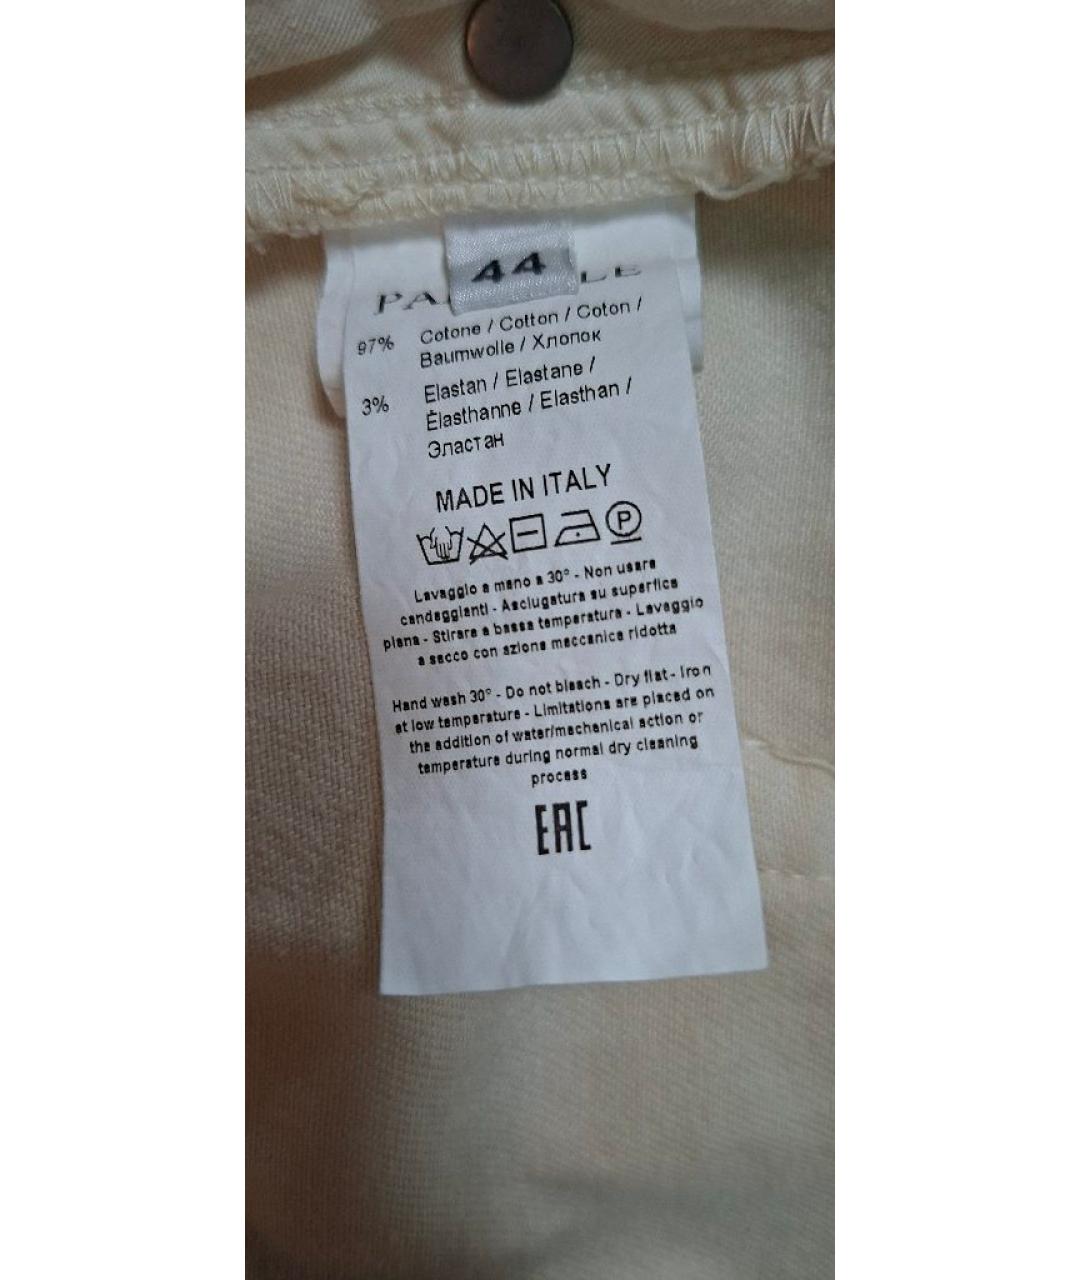 44
97% Cotone / Cotton / Coton /
Baumwolle / Хлопок
3% Elastan / Elastane /
Élasthanne / Elasthan /
Эластан
MADE IN ITALY
P
Lavaggio a mano a 30° - Non usare
candeggianti - Asciugatura su superfice
piana - Stirare a bassa temperatura - Lavaggio
a secco con azione meccanica ridotta
Hand wash 30° - Do not bleach - Dry flat - Iron
at low temperature - Limitations are placed on
the addition of water/mechanical action or
temperature during normal dry cleaning
process
EAC